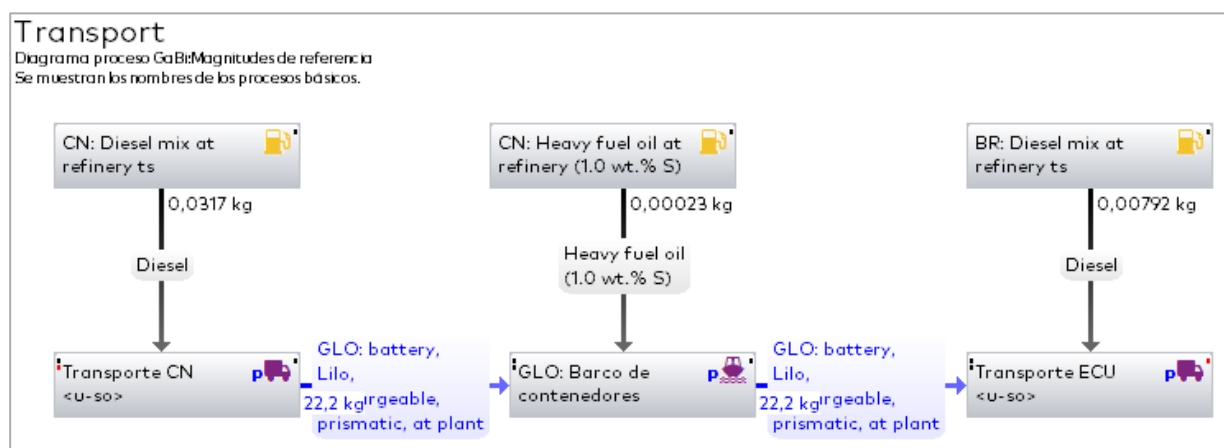 Transport
Diagrama proceso GaBi:Magnitudes de referencia
Se muestran los nombres de los procesos básicos.
CN: Diesel mix at
refinery ts
CN: Heavy fuel oil at
refinery (1.0 wt.% S)
BR: Diesel mix at
refinery ts
0,0317 kg
0,00023 kg
0,00792 kg
Diesel
Heavy fuel oil
(1.0 wt.% S)
Diesel
Transporte CN
<u-so>
p
GLO: battery,
LiIo,
22,2 kg
prismatic, at plant
GLO: Barco de
contenedores
p
GLO: battery,
LiIo,
22,2 kg
prismatic, at plant
Transporte ECU
<u-so>
p